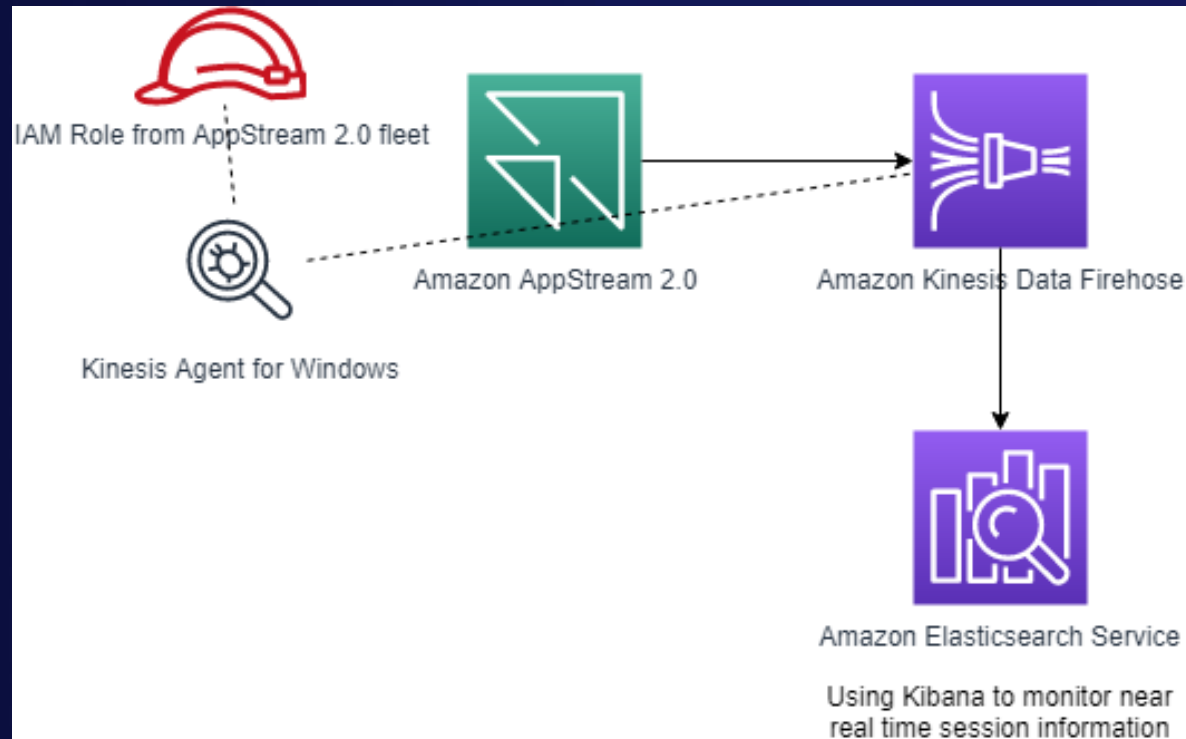 IAM Role from AppStream 2.0 fleet
Amazon AppStream 2.0
Amazon Kinesis Data Firehose
Kinesis Agent for Windows
Amazon Elasticsearch Service
Using Kibana to monitor near
real time session information